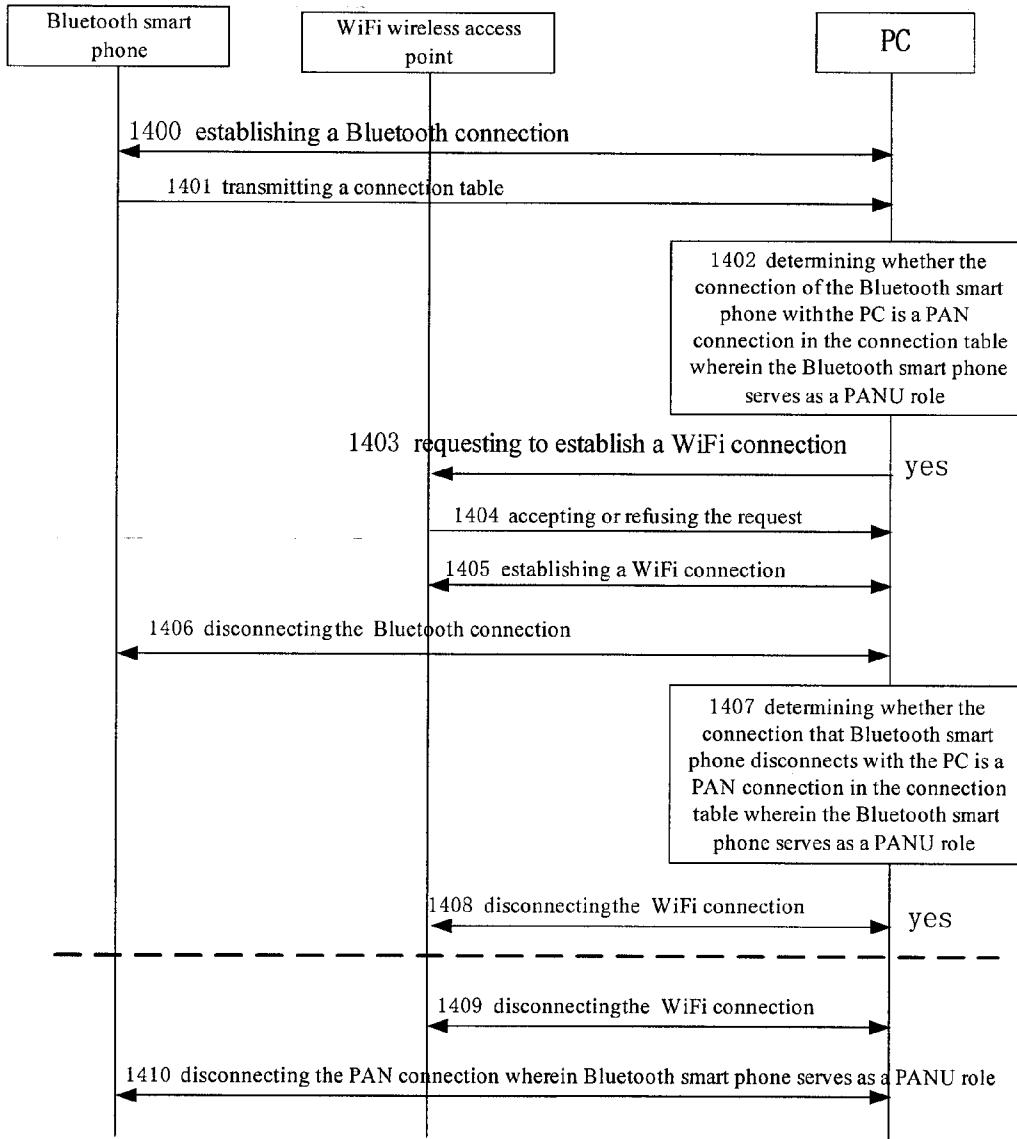 Bluetooth smart
phone
WiFi wireless access
point
PC
1400 establishing a Bluetooth connection
1401 transmitting a connection table
1402 determining whether the
connection of the Bluetooth smart
phone with the PC is a PAN
connection in the connection table
wherein the Bluetooth smart phone
serves as a PANU role
1403 requesting to establish a WiFi connection
yes
1404 accepting or refusing the request
1405 establishing a WiFi connection
1406 disconnecting the Bluetooth connection
1407 determining whether the
connection that Bluetooth smart
phone disconnects with the PC is a
PAN connection in the connection
table wherein the Bluetooth smart
phone serves as a PANU role
1408 disconnecting the WiFi connection
yes
1409 disconnecting the WiFi connection
1410 disconnecting the PAN connection wherein Bluetooth smart phone serves as a PANU role